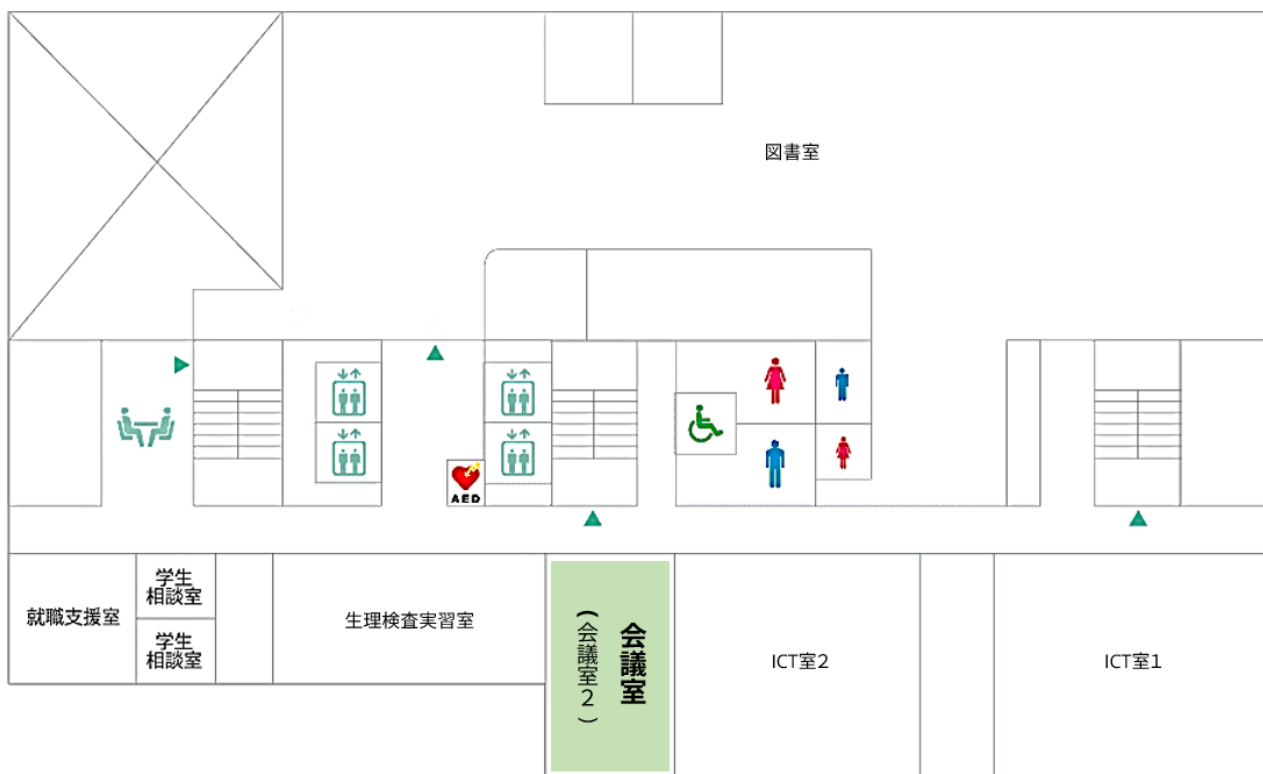 図書室
AED
就職支援室
学生
相談室
学生
相談室
生理検査実習室
会議室
(会議室2)
ICT室2
ICT室1